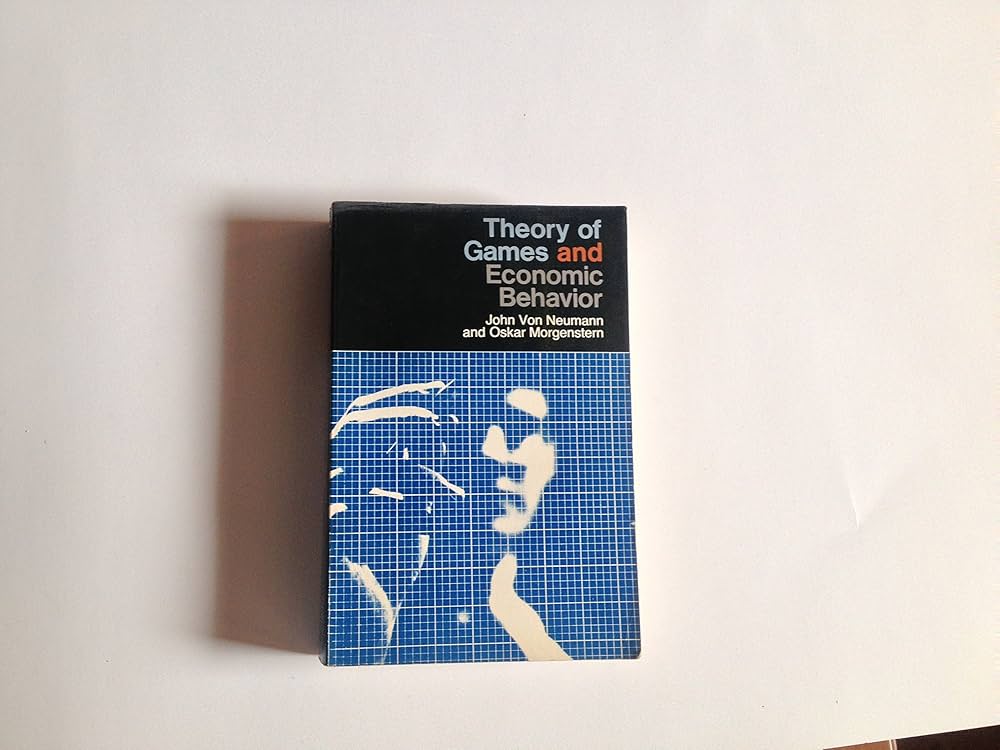 Theory of
Games and
Economic
Behavior
John Von Neumann
and Oskar Morgenstern